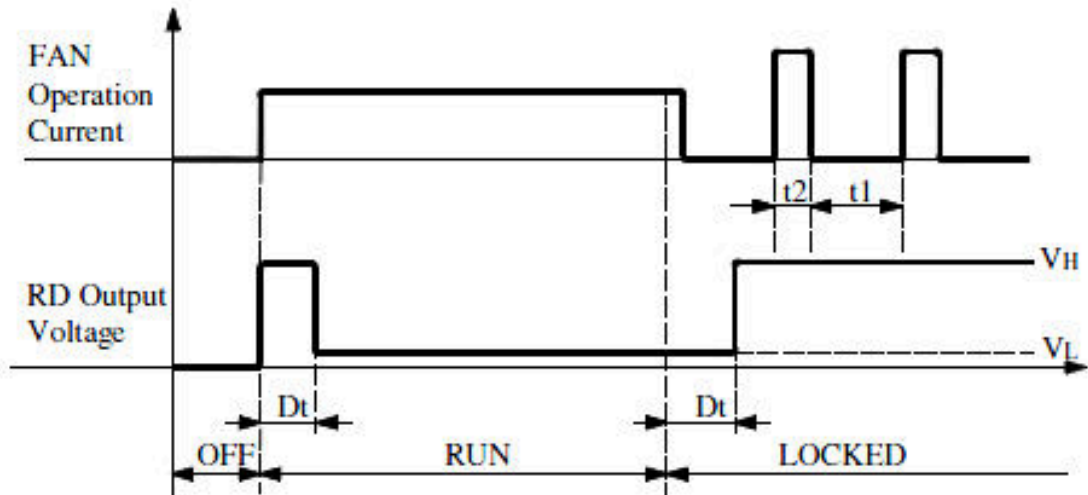 FAN
Operation
Current
t2
t1
VH
RD Output
Voltage
VL
Dt
Dt
OFF
RUN
LOCKED